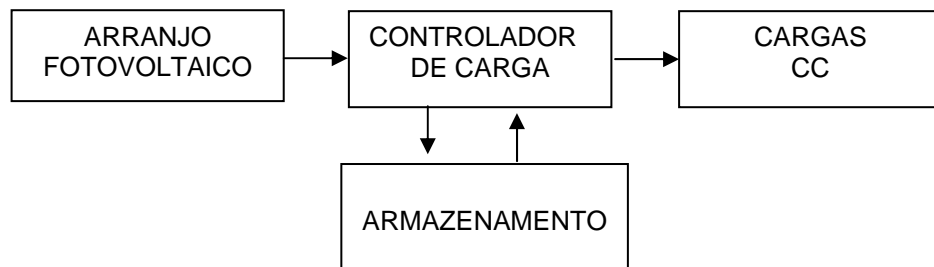 ARRANJO
FOTOVOLTAICO
CONTROLADOR
DE CARGA
CARGAS
CC
ARMAZENAMENTO